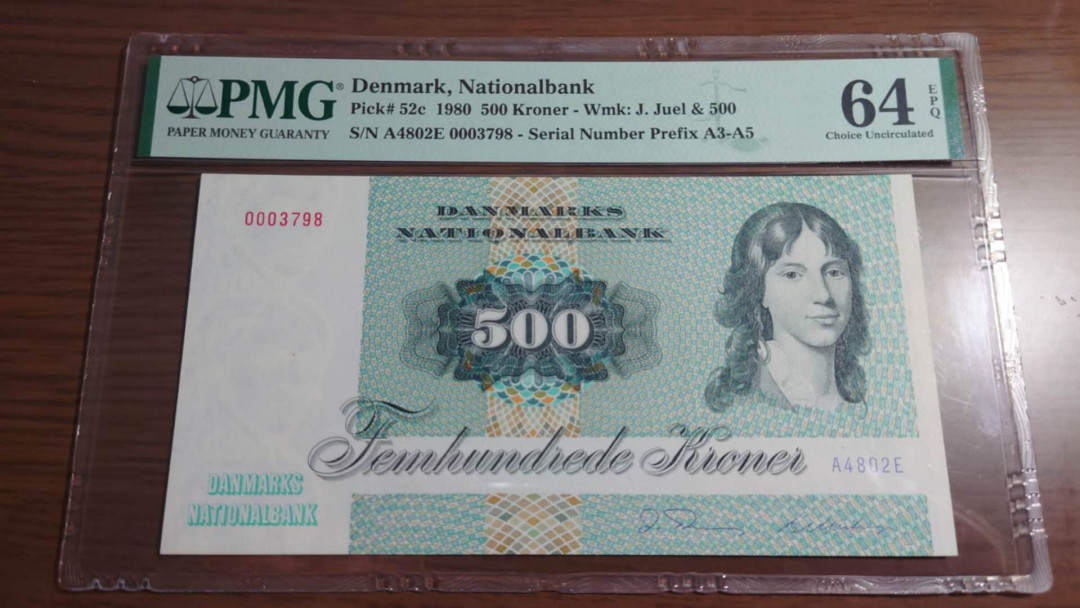 PMG®
PAPER MONEY GUARANTY
Denmark, Nationalbank
Pick# 52c 1980 500 Kroner - Wmk: J. Juel & 500
S/N A4802E 0003798 - Serial Number Prefix A3-A5
64 EPQ
Choice Uncirculated
0003798
DANMARKS
NATIONALBANK
500
Femhundrede Kroner
A4802E
DANMARKS
NATIONALBANK